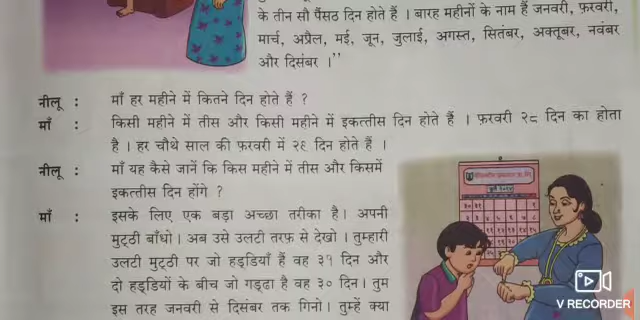 के तीन सौ पैंसठ दिन होते हैं । बारह महीनों के नाम हैं जनवरी, फ़रवरी,
मार्च, अप्रैल, मई, जून, जुलाई, अगस्त, सितंबर, अक्तूबर, नवंबर
और दिसंबर ।''
नीलू : माँ हर महीने में कितने दिन होते हैं ?
माँ : किसी महीने में तीस और किसी महीने में इकत्तीस दिन होते हैं । फ़रवरी २८ दिन का होता
है । हर चौथे साल की फ़रवरी में २९ दिन होते हैं ।
नीलू : माँ यह कैसे जानें कि किस महीने में तीस और किसमें
इकत्तीस दिन होंगे ?
माँ : इसके लिए एक बड़ा अच्छा तरीका है। अपनी
मुट्ठी बाँधो। अब उसे उलटी तरफ़ से देखो । तुम्हारी
उलटी मुट्ठी पर जो हड्डियाँ हैं वह ३१ दिन और
दो हड्डियों के बीच जो गड्ढा है वह ३० दिन। तुम
इस तरह जनवरी से दिसंबर तक गिनो। तुम्हें क्या
V RECORDER